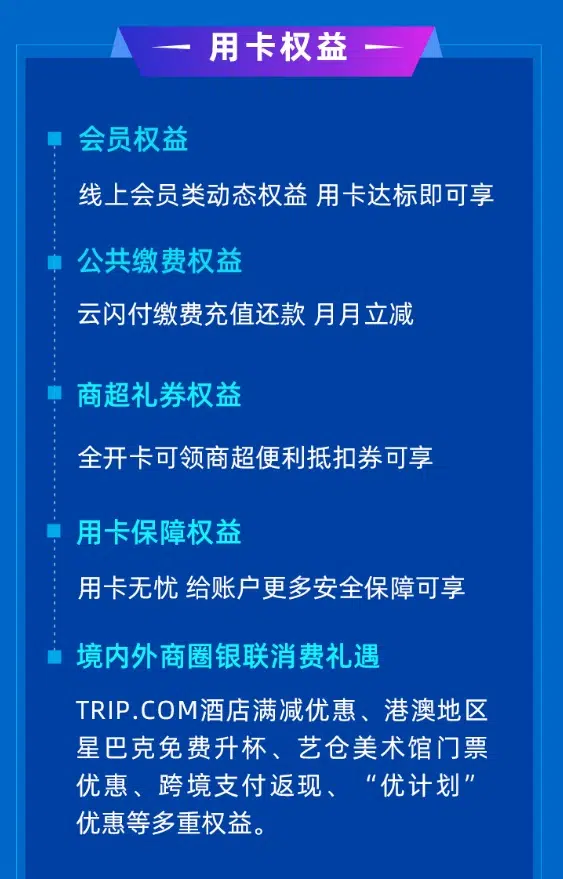 用卡权益
会员权益
线上会员类动态权益 用卡达标即可享
公共缴费权益
云闪付缴费充值还款 月月立减
商超礼券权益
全开卡可领商超便利抵扣券可享
用卡保障权益
用卡无忧 给账户更多安全保障可享
境内外商圈银联消费礼遇
TRIP.COM酒店满减优惠、港澳地区
星巴克免费升杯、艺仓美术馆门票
优惠、跨境支付返现、“优计划”
优惠等多重权益。